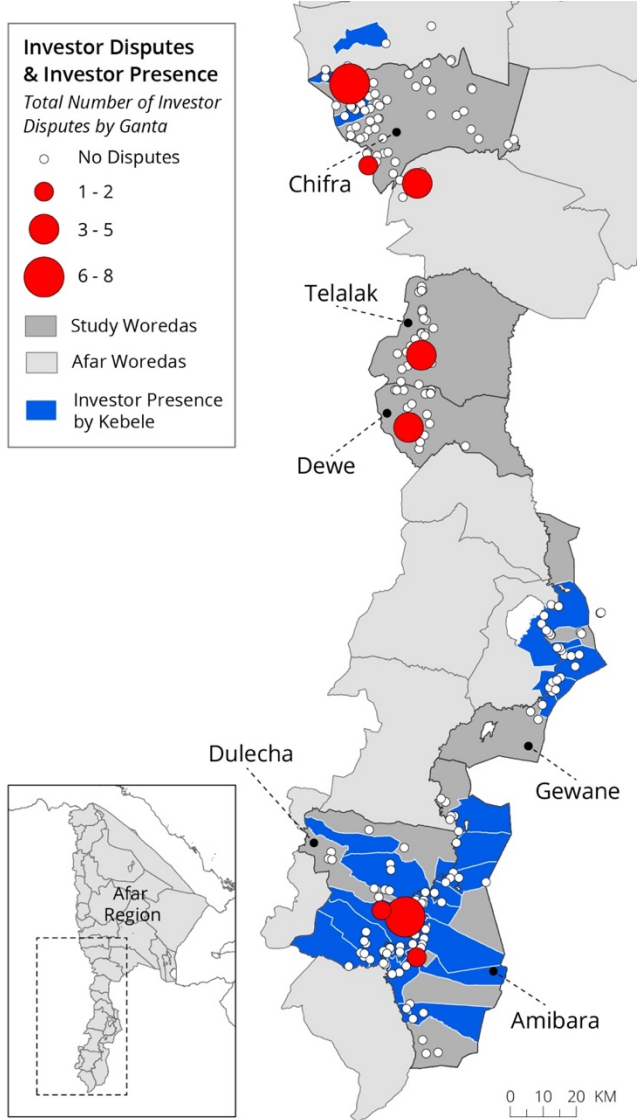 Investor Disputes
& Investor Presence
Total Number of Investor
Disputes by Ganta
No Disputes
1 - 2
3 - 5
6 - 8
Study Woredas
Afar Woredas
Investor Presence
by Kebele
Chifra
Telalak
Dewe
Dulecha
Gewane
Afar
Region
Amibara
0 10 20 KM